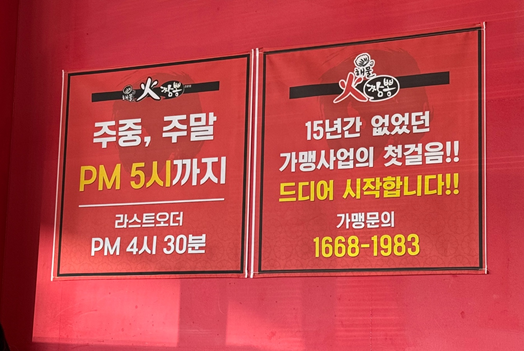 해물 火 짬뽕
주중, 주말
PM 5시까지
라스트오더
PM 4시 30분
해물
火 짬뽕
15년간 없었던
가맹사업의 첫걸음!!
드디어 시작합니다!!
가맹문의
1668-1983